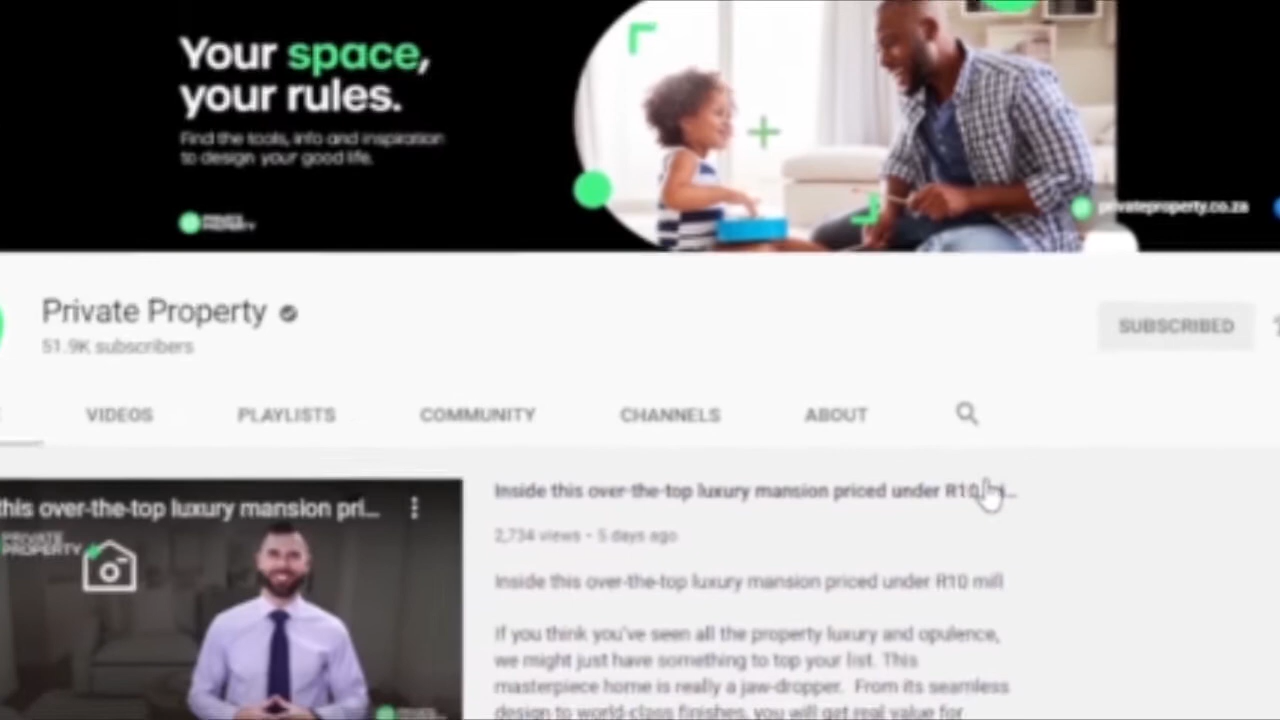 Your space,
your rules.
Find the tools, info and inspiration
to design your good life.
PRIVATE
PROPERTY
privateproperty.co.za
Private Property
51.9K subscribers
SUBSCRIBED
VIDEOS PLAYLISTS COMMUNITY CHANNELS ABOUT
this over-the-top luxury mansion pri...
PRIVATE
PROPERTY
Inside this over-the-top luxury mansion priced under R10
2,734 views • 5 days ago
Inside this over-the-top luxury mansion priced under R10 mill
If you think you've seen all the property luxury and opulence,
we might just have something to top your list. This
masterpiece home is really a jaw-dropper. From its seamless
design to world-class finishes, you will get real value for